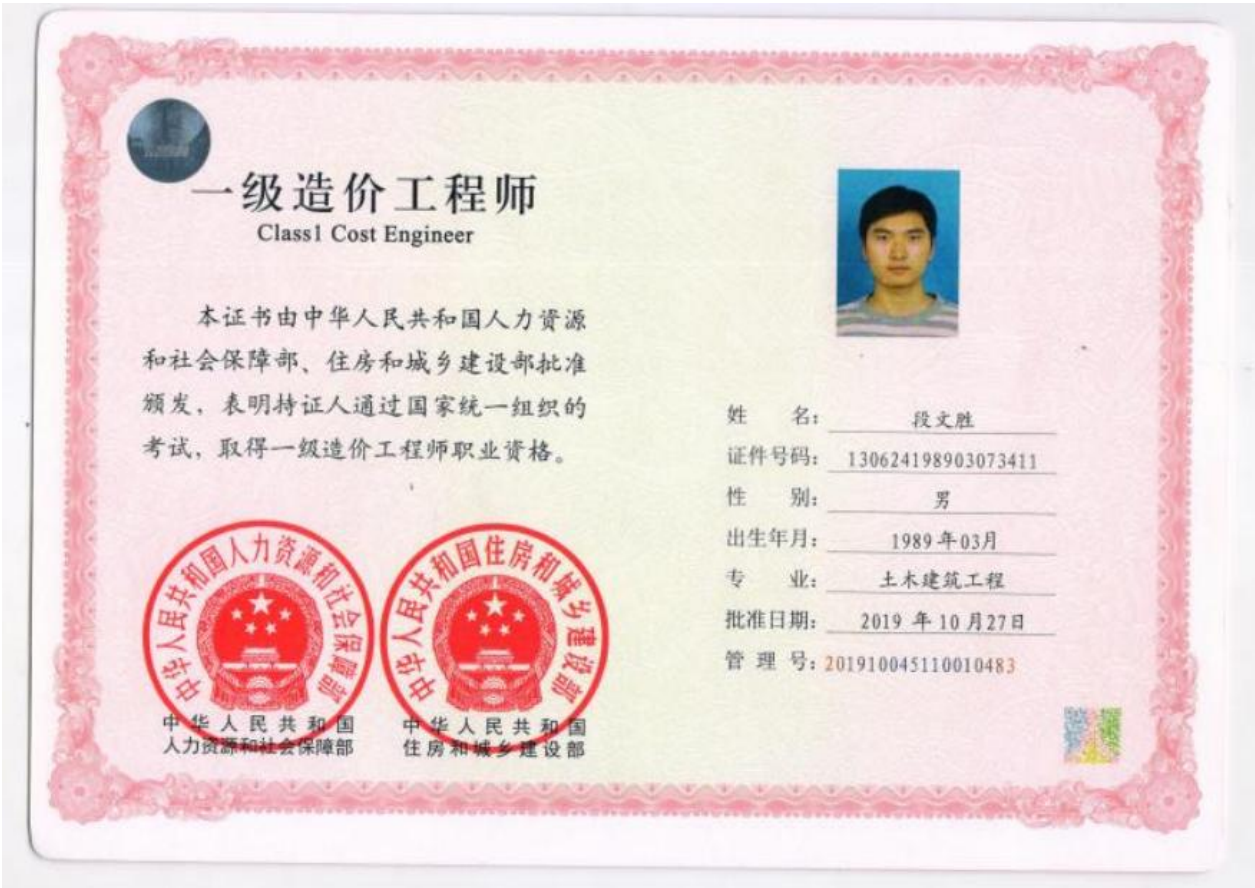 一级造价工程师
Class1 Cost Engineer
本证书由中华人民共和国人力资源
和社会保障部、住房和城乡建设部批准
颁发，表明持证人通过国家统一组织的
考试，取得一级造价工程师职业资格。
中华人民共和国人力资源和社会保障部
中华人民共和国住房和城乡建设部
中华人民共和国
人力资源和社会保障部
中华人民共和国
住房和城乡建设部
姓 名：段文胜
证件号码：130624198903073411
性 别：男
出生年月：1989年03月
专 业：土木建筑工程
批准日期：2019 年 10 月27日
管 理 号：201910045110010483